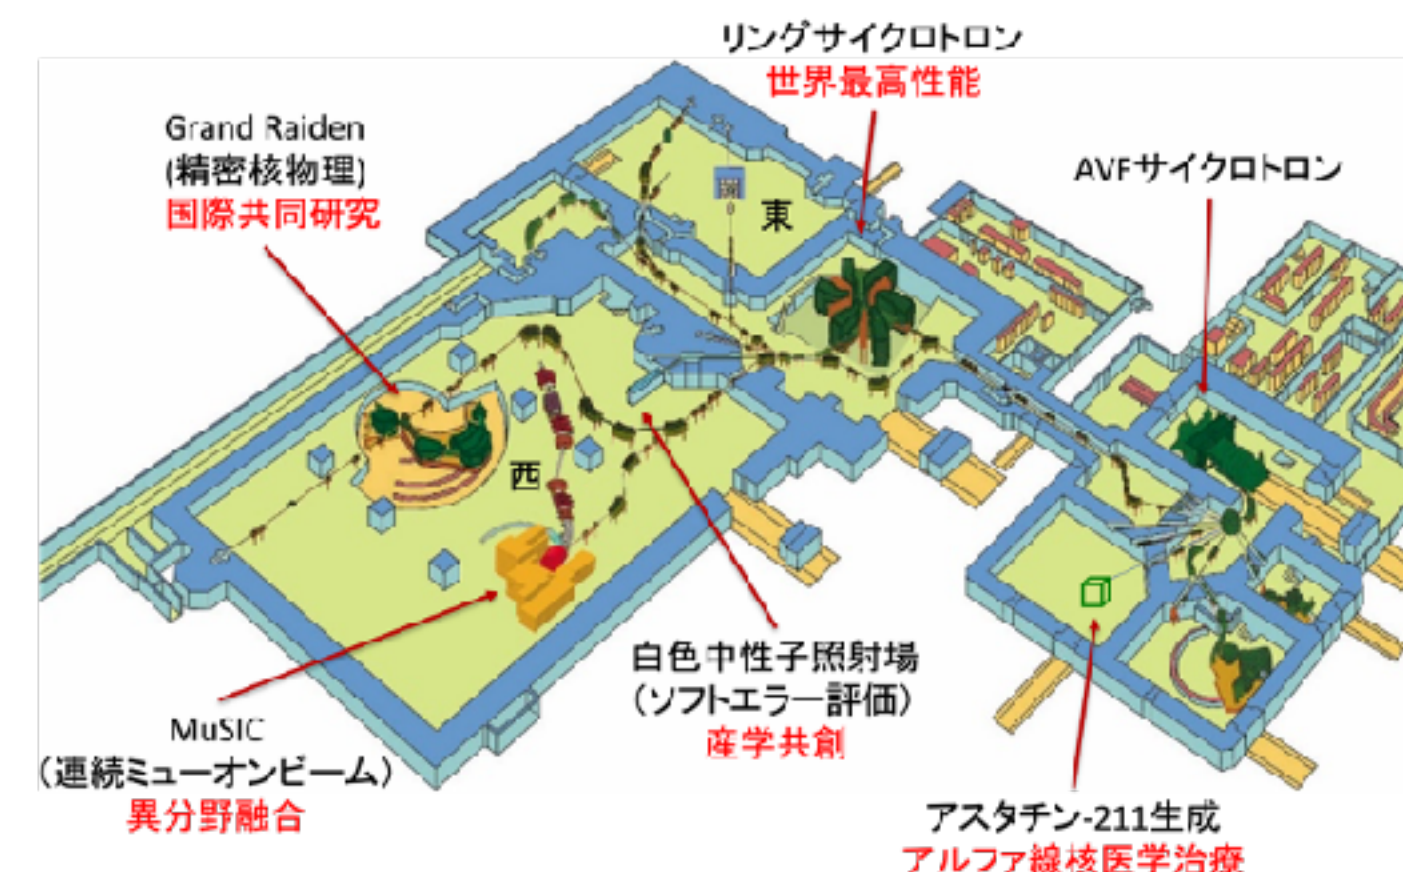 リングサイクロトロン
世界最高性能
Grand Raiden
(精密核物理)
国際共同研究
AVFサイクロトロン
東
西
白色中性子照射場
（ソフトエラー評価）
産学共創
MuSIC
（連続ミューオンビーム）
異分野融合
アスタチン-211生成
アルファ線核医学治療